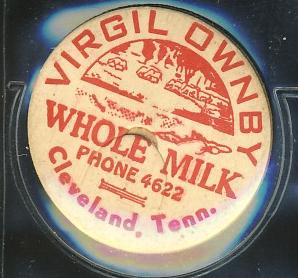 VIRGIL OWNBY
WHOLE MILK
PHONE 4622
Cleveland, Tenn.